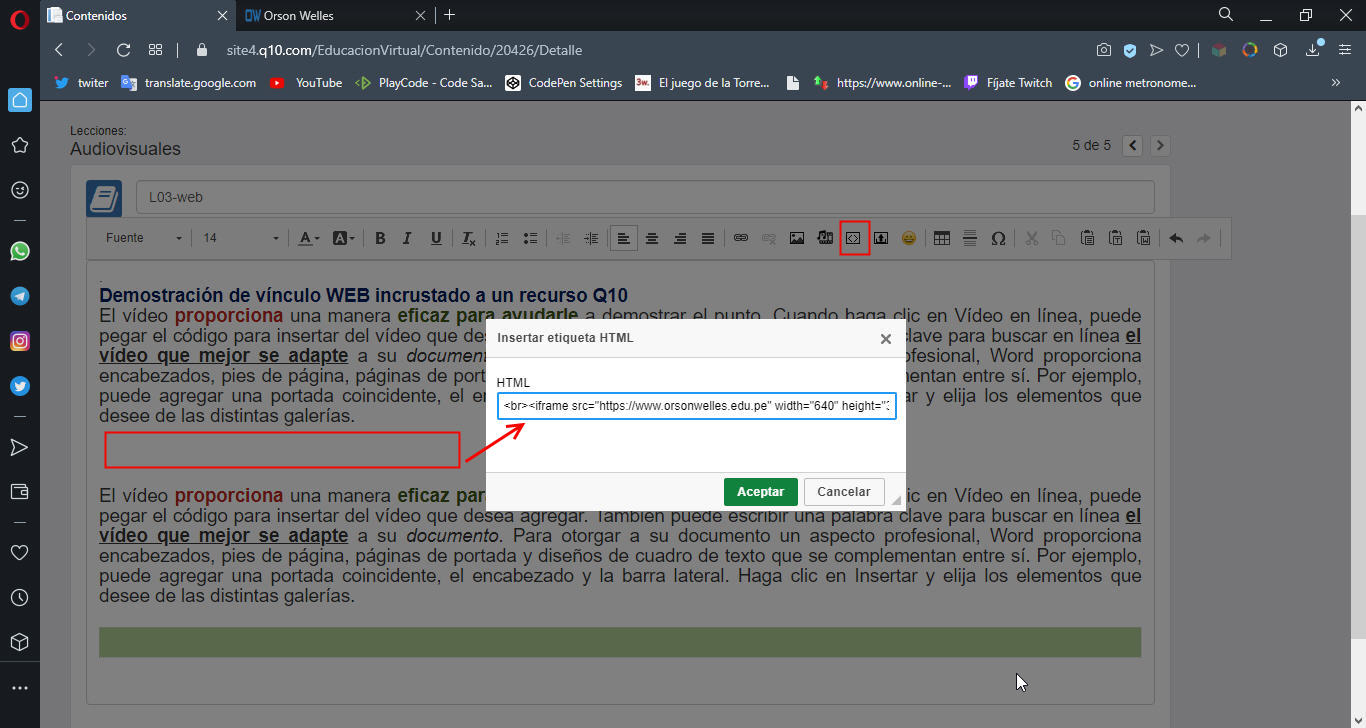 Contenidos
Orson Welles
site4.q10.com/EducacionVirtual/Contenido/20426/Detalle
twiter
translate.google.com
YouTube
PlayCode - Code Sa...
CodePen Settings
3w.
El juego de la Torre...
https://www.online-...
Fíjate Twitch
online metronome...
Lecciones:
Audiovisuales
5 de 5
L03-web
Fuente
14
Demostración de vínculo WEB incrustado a un recurso Q10
El vídeo proporciona una manera eficaz para ayudarle a demostrar el punto. Cuando haga clic en Vídeo en línea, puede
pegar el código para insertar del vídeo que de
clave para buscar en línea el
vídeo que mejor se adapte a su document
ofesional, Word proporciona
encabezados, pies de página, páginas de port
entan entre sí. Por ejemplo,
puede agregar una portada coincidente, el en
ar y elija los elementos que
desee de las distintas galerías.
Insertar etiqueta HTML
HTML
<br><iframe src="https://www.orsonwelles.edu.pe" width="640" height="3
Aceptar
Cancelar
El vídeo proporciona una manera eficaz par
ic en Vídeo en línea, puede
pegar el código para insertar del vídeo que desea agregar. También puede escribir una palabra clave para buscar en línea el
vídeo que mejor se adapte a su documento. Para otorgar a su documento un aspecto profesional, Word proporciona
encabezados, pies de página, páginas de portada y diseños de cuadro de texto que se complementan entre sí. Por ejemplo,
puede agregar una portada coincidente, el encabezado y la barra lateral. Haga clic en Insertar y elija los elementos que
desee de las distintas galerías.